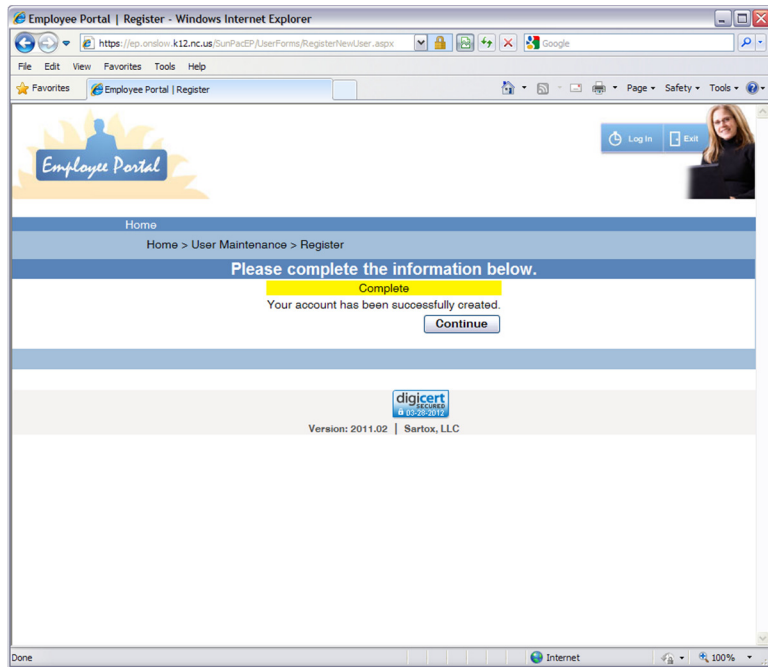 Employee Portal | Register - Windows Internet Explorer
https://ep.onslow.k12.nc.us/SunPacEP/UserForms/RegisterNewUser.aspx
Google
File Edit View Favorites Tools Help
Favorites Employee Portal | Register Page Safety Tools
Employee Portal
Log In Exit
Home
Home > User Maintenance > Register
Please complete the information below.
Complete
Your account has been successfully created.
Continue
digicert
SECURED
03-28-2012
Version: 2011.02 | Sartox, LLC
Done Internet 100%